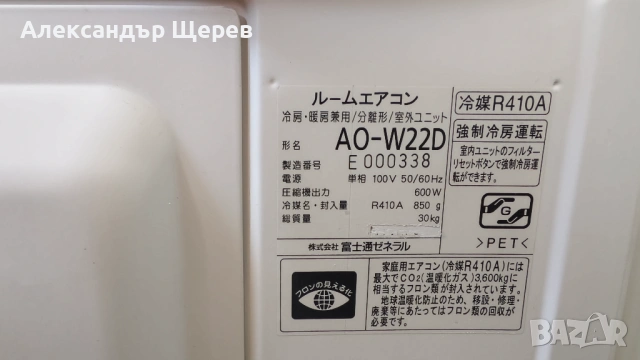 Александър Щерев
ルームエアコン
冷房・暖房兼用/分離形/室外ユニット
形名 AO-W22D
製造番号 E 000338
電源 単相 100V 50/60Hz
圧縮機出力 600W
冷媒名・封入量 R410A 850g
総質量 30kg
株式会社 富士通ゼネラル
冷媒R410A
強制冷房運転
室内ユニットのフィルター
リセットボタンで強制冷房運
転ができます。
G
>PET<
フロンの見える化
家庭用エアコン(冷媒R410A)には
最大でCO2(温暖化ガス)3,600kgに
相当するフロン類が封入されています。
地球温暖化防止のため、移設・修理・
廃棄等にあたってはフロン類の回収が
必要です。
BAZAR
bg